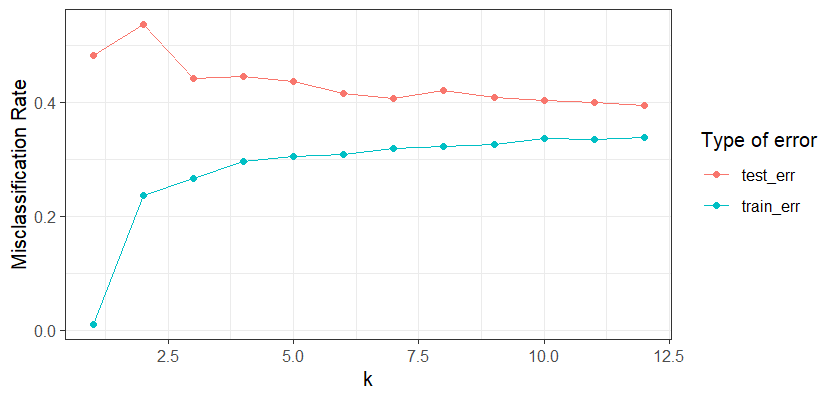 Misclassification Rate
0.4
0.2
0.0
2.5 5.0 7.5 10.0 12.5
k
Type of error
test_err
train_err